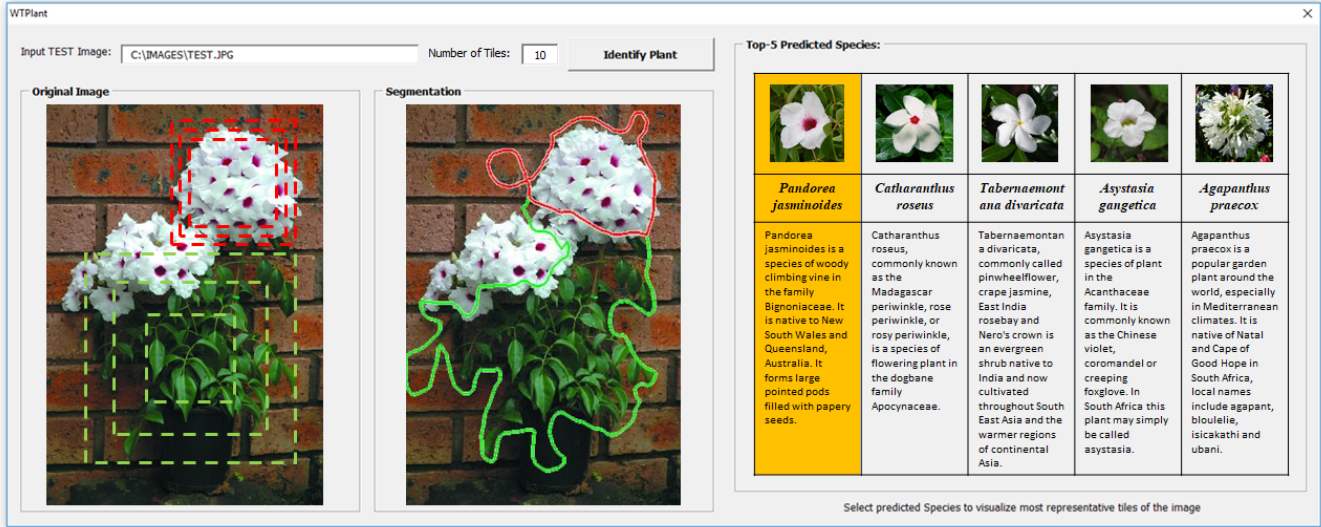 WTPlant
Input TEST Image: C:\IMAGES\TEST.JPG Number of Tiles: 10 Identify Plant
Original Image
Segmentation
Top-5 Predicted Species:
Pandorea
jasminoides
Catharanthus
roseus
Tabernaemont
ana divaricata
Asystasia
gangetica
Agapanthus
praecox
Pandorea
jasminoides is a
species of woody
climbing vine in
the family
Bignoniaceae. It
is native to New
South Wales and
Queensland,
Australia. It
forms large
pointed pods
filled with papery
seeds.
Catharanthus
roseus,
commonly known
as the
Madagascar
periwinkle, rose
periwinkle, or
rosy periwinkle,
is a species of
flowering plant in
the dogbane
family
Apocynaceae.
Tabernaemontan
a divaricata,
commonly called
pinwheelflower,
crape jasmine,
East India
rosebay and
Nero's crown is
an evergreen
shrub native to
India and now
cultivated
throughout South
East Asia and the
warmer regions
of continental
Asia.
Asystasia
gangetica is a
species of plant
in the
Acanthaceae
family. It is
commonly known
as the Chinese
violet,
coromandel or
creeping
foxglove. In
South Africa this
plant may simply
be called
asystasia.
Agapanthus
praecox is a
popular garden
plant around the
world, especially
in Mediterranean
climates. It is
native of Natal
and Cape of
Good Hope in
South Africa,
local names
include agapant,
bloulelie,
isicakathi and
ubani.
Select predicted Species to visualize most representative tiles of the image